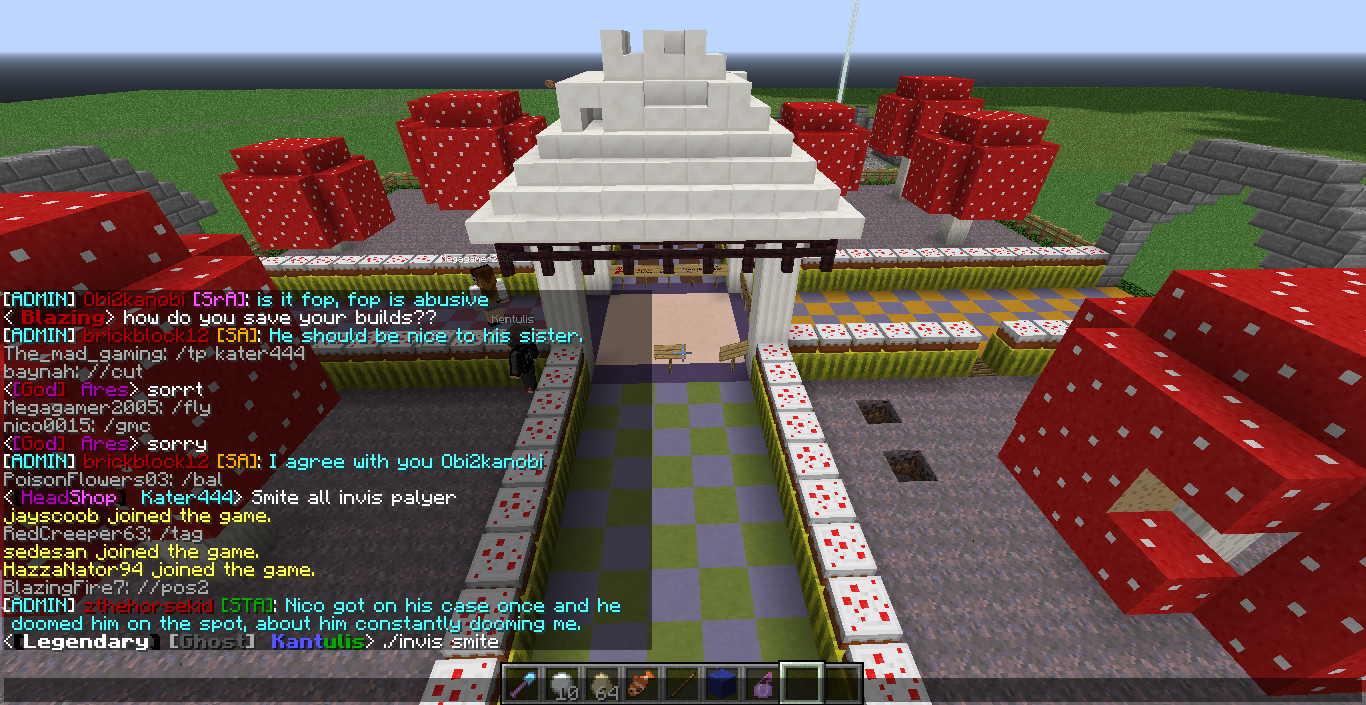 Megagamer2005
[ADMIN] Obi2kanobi [SrA]: is it fop, fop is abusive
< Blazing> how do you save your builds??
Kentulis
[ADMIN] brickblock12 [SA]: He should be nice to his sister.
The_mad_gaming: /tp kater444
baynah: //cut
<[God] Ares> sorrt
Megagamer2005: /fly
nico0015: /gmc
<[God] Ares> sorry
[ADMIN] brickblock12 [SA]: I agree with you Obi2kanobi
PoisonFlowers03: /bal
< HeadShop Kater444> Smite all invis palyer
jayscoob joined the game.
RedCreeper63: /tag
sedesan joined the game.
HazzaNator94 joined the game.
BlazingFire7: //pos2
[ADMIN] zthehorsekid [STA]: Nico got on his case once and he
doomed him on the spot, about him constantly dooming me.
< Legendary [Ghost] Kantulis> ./invis smite
10 64